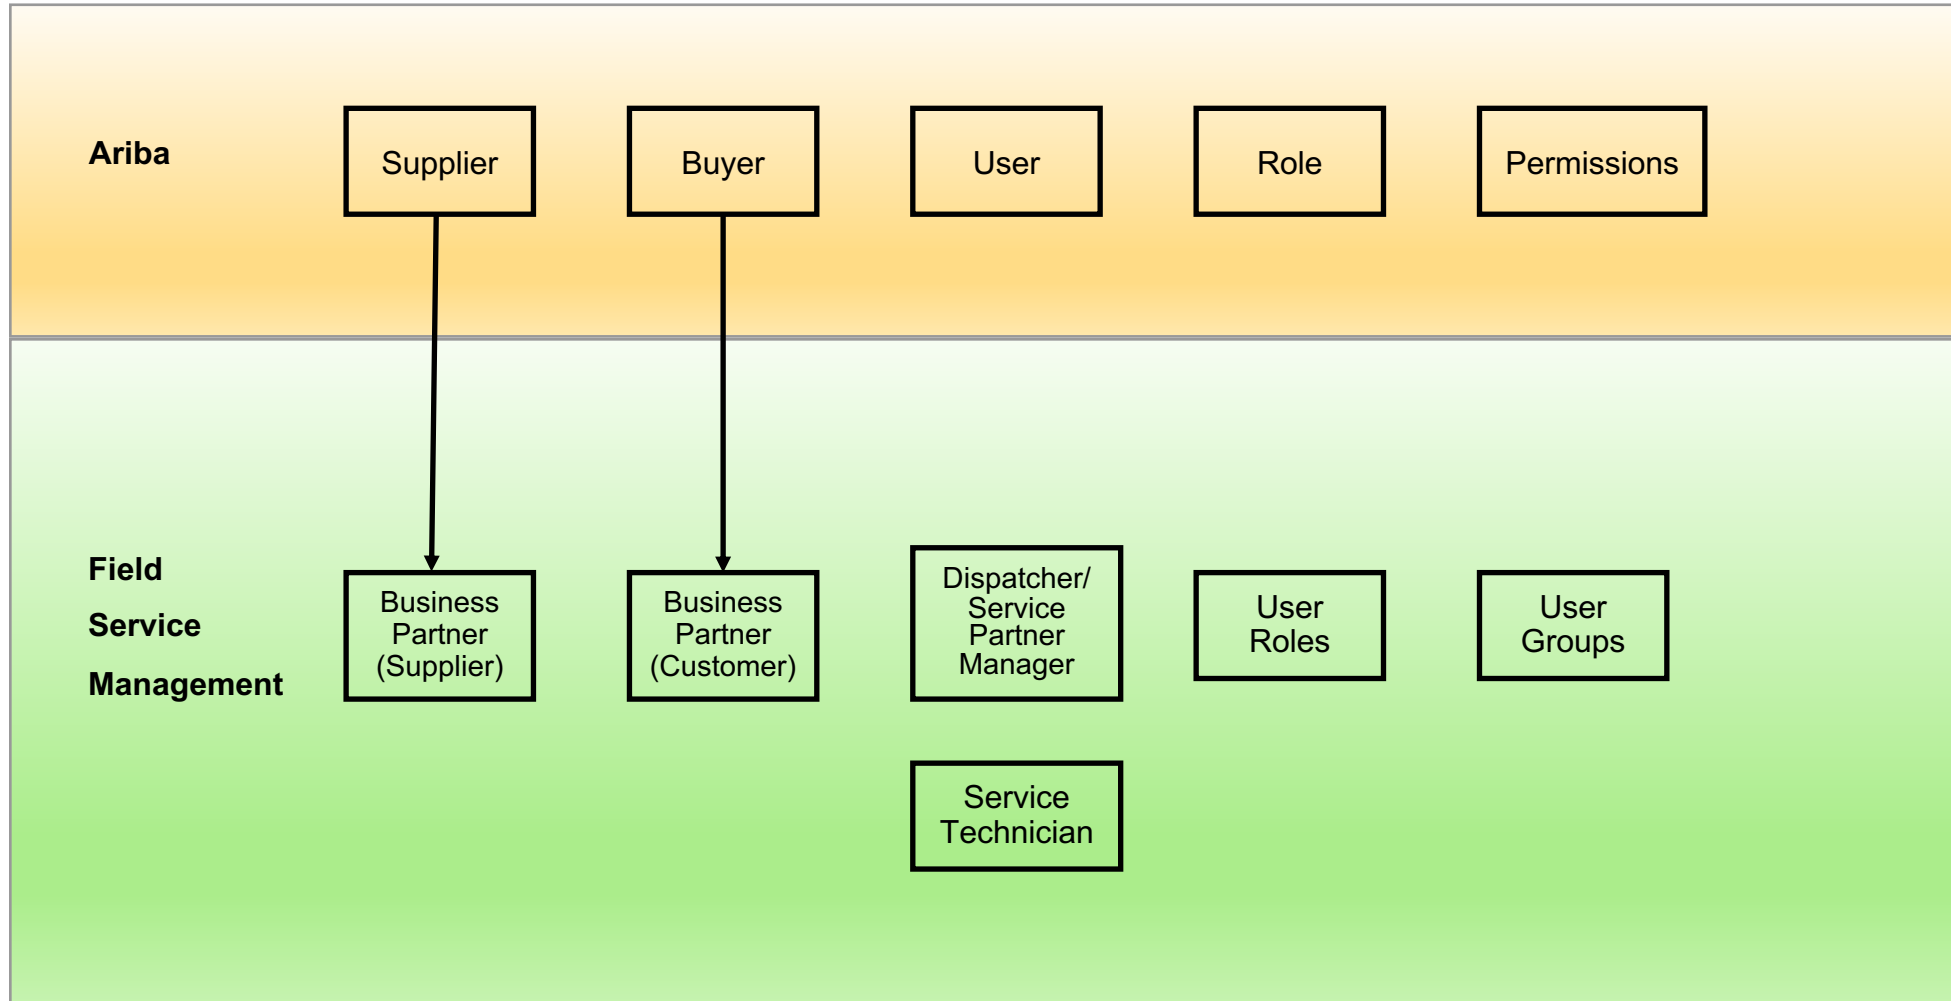 Ariba
Supplier
Buyer
User
Role
Permissions
Field
Service
Management
Business
Partner
(Supplier)
Business
Partner
(Customer)
Dispatcher/
Service
Partner
Manager
User
Roles
User
Groups
Service
Technician